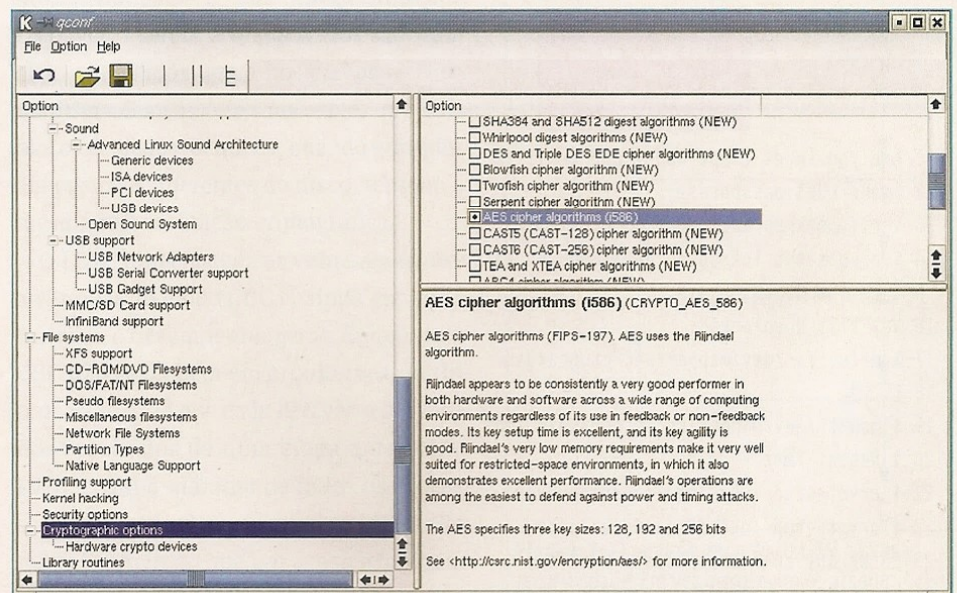 qconf
File Option Help
Option
Sound
Advanced Linux Sound Architecture
Generic devices
ISA devices
PCI devices
USB devices
Open Sound System
USB support
USB Network Adapters
USB Serial Converter support
USB Gadget Support
MMC/SD Card support
InfiniBand support
File systems
XFS support
CD-ROM/DVD Filesystems
DOS/FAT/NT Filesystems
Pseudo filesystems
Miscellaneous filesystems
Network File Systems
Partition Types
Native Language Support
Profiling support
Kernel hacking
Security options
Cryptographic options
Hardware crypto devices
Library routines
Option
SHA384 and SHA512 digest algorithms (NEW)
Whirlpool digest algorithms (NEW)
DES and Triple DES EDE cipher algorithms (NEW)
Blowfish cipher algorithm (NEW)
Twofish cipher algorithm (NEW)
Serpent cipher algorithm (NEW)
AES cipher algorithms (i586)
CAST5 (CAST-128) cipher algorithm (NEW)
CAST6 (CAST-256) cipher algorithm (NEW)
TEA and XTEA cipher algorithms (NEW)
ARC4 cipher algorithm (NEW)
AES cipher algorithms (i586) (CRYPTO_AES_586)
AES cipher algorithms (FIPS-197). AES uses the Rijndael
algorithm.
Rijndael appears to be consistently a very good performer in
both hardware and software across a wide range of computing
environments regardless of its use in feedback or non-feedback
modes. Its key setup time is excellent, and its key agility is
good. Rijndael's very low memory requirements make it very well
suited for restricted-space environments, in which it also
demonstrates excellent performance. Rijndael's operations are
among the easiest to defend against power and timing attacks.
The AES specifies three key sizes: 128, 192 and 256 bits
See <http://csrc.nist.gov/encryption/aes/> for more information.